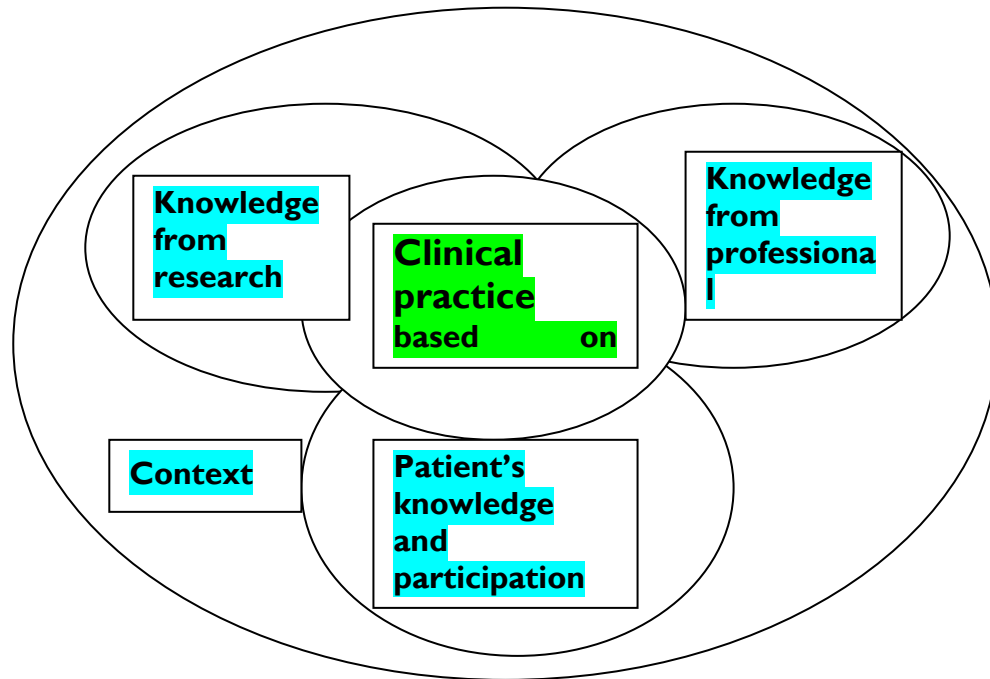 Knowledge
from
research
Clinical
practice
based on
Knowledge
from
professiona
l
Context
Patient’s
knowledge
and
participation